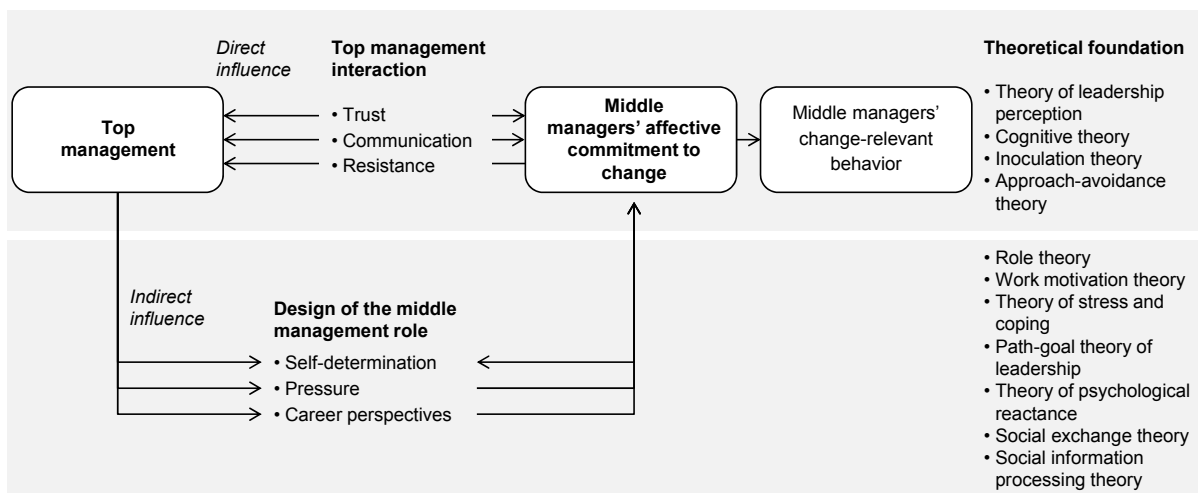 Direct
influence
Top management
interaction
Theoretical foundation
Top
management
• Trust
• Communication
• Resistance
Middle
managers' affective
commitment to
change
Middle managers'
change-relevant
behavior
• Theory of leadership
perception
• Cognitive theory
• Inoculation theory
• Approach-avoidance
theory
Indirect
influence
Design of the middle
management role
• Self-determination
• Pressure
• Career perspectives
• Role theory
• Work motivation theory
• Theory of stress and
coping
• Path-goal theory of
leadership
• Theory of psychological
reactance
• Social exchange theory
• Social information
processing theory